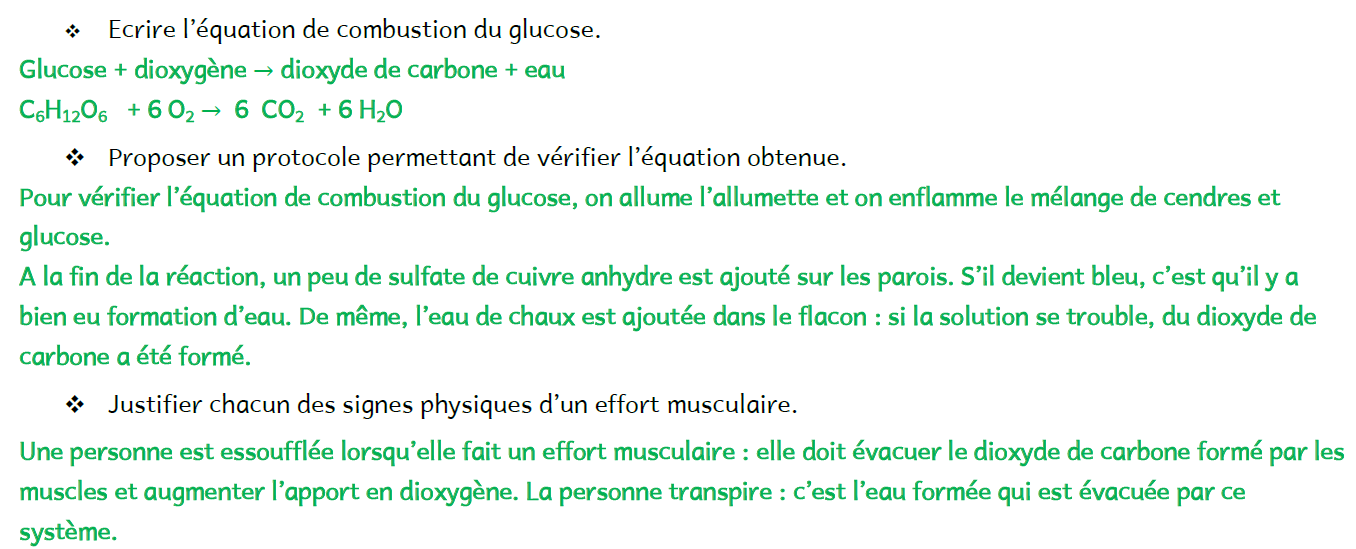 ❖ Ecrire l’équation de combustion du glucose.
Glucose + dioxygène → dioxyde de carbone + eau
C₆H₁₂O₆ + 6 O₂ → 6 CO₂ + 6 H₂O
❖ Proposer un protocole permettant de vérifier l’équation obtenue.
Pour vérifier l’équation de combustion du glucose, on allume l’allumette et on enflamme le mélange de cendres et
glucose.
A la fin de la réaction, un peu de sulfate de cuivre anhydre est ajouté sur les parois. S’il devient bleu, c’est qu’il y a
bien eu formation d’eau. De même, l’eau de chaux est ajoutée dans le flacon : si la solution se trouble, du dioxyde de
carbone a été formé.
❖ Justifier chacun des signes physiques d’un effort musculaire.
Une personne est essoufflée lorsqu’elle fait un effort musculaire : elle doit évacuer le dioxyde de carbone formé par les
muscles et augmenter l’apport en dioxygène. La personne transpire : c’est l’eau formée qui est évacuée par ce
système.